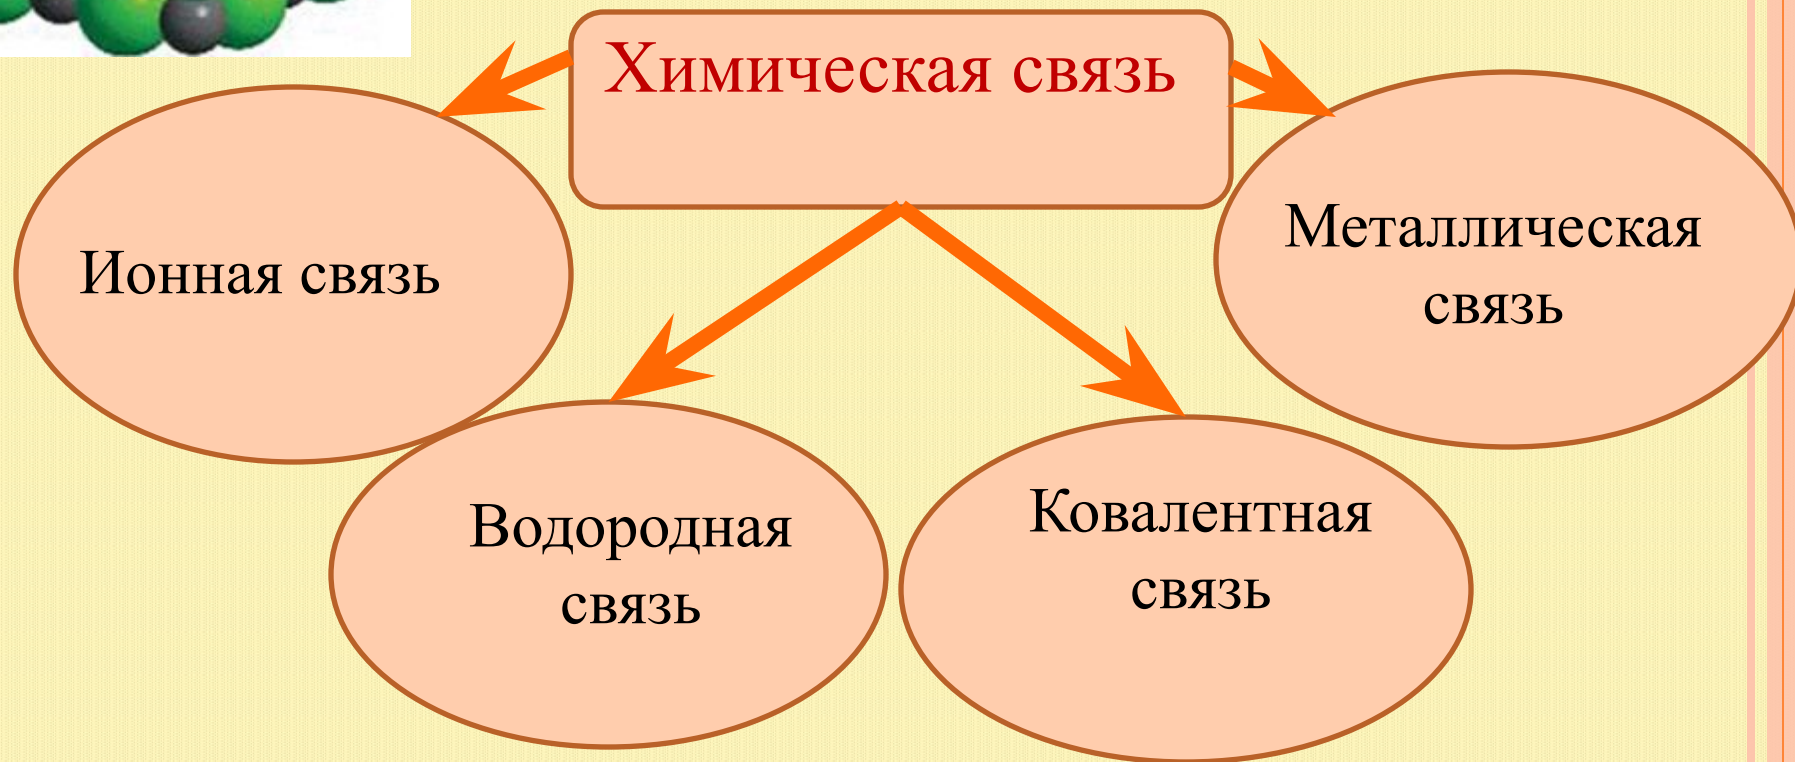 Химическая связь
Ионная связь
Металлическая
связь
Водородная
связь
Ковалентная
связь